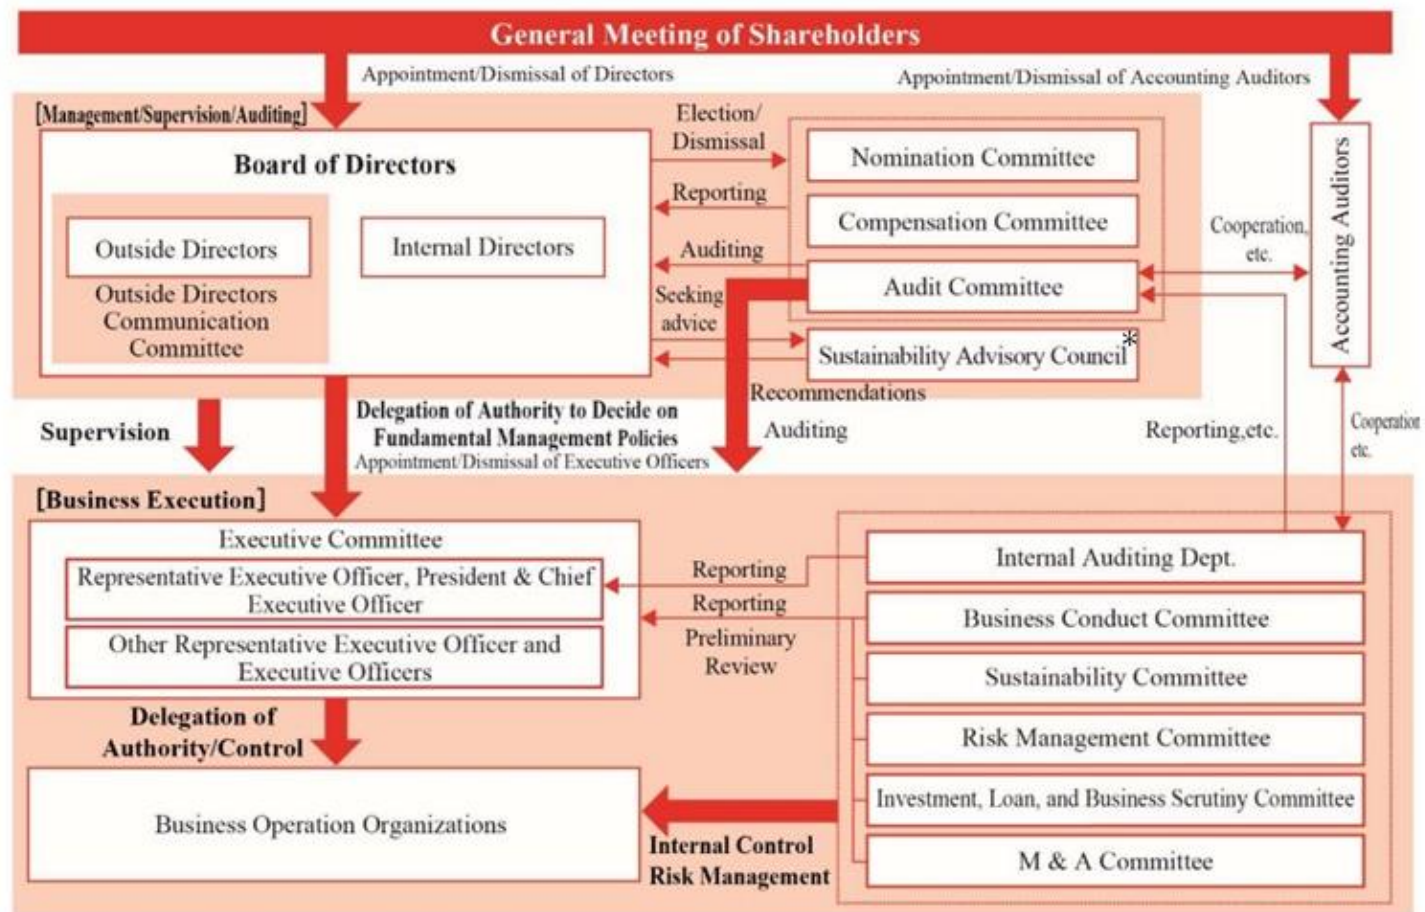 General Meeting of Shareholders
Appointment/Dismissal of Directors
Appointment/Dismissal of Accounting Auditors
[Management/Supervision/Auditing]
Board of Directors
Outside Directors
Outside Directors
Communication
Committee
Internal Directors
Election/
Dismissal
Reporting
Auditing
Seeking
advice
Nomination Committee
Compensation Committee
Audit Committee
Sustainability Advisory Council*
Recommendations
Auditing
Cooperation,
etc.
Accounting Auditors
Cooperation
etc.
Reporting,etc.
Supervision
Delegation of Authority to Decide on
Fundamental Management Policies
Appointment/Dismissal of Executive Officers
[Business Execution]
Executive Committee
Representative Executive Officer, President & Chief
Executive Officer
Other Representative Executive Officer and
Executive Officers
Reporting
Reporting
Preliminary
Review
Internal Auditing Dept.
Business Conduct Committee
Sustainability Committee
Risk Management Committee
Investment, Loan, and Business Scrutiny Committee
M & A Committee
Delegation of
Authority/Control
Business Operation Organizations
Internal Control
Risk Management